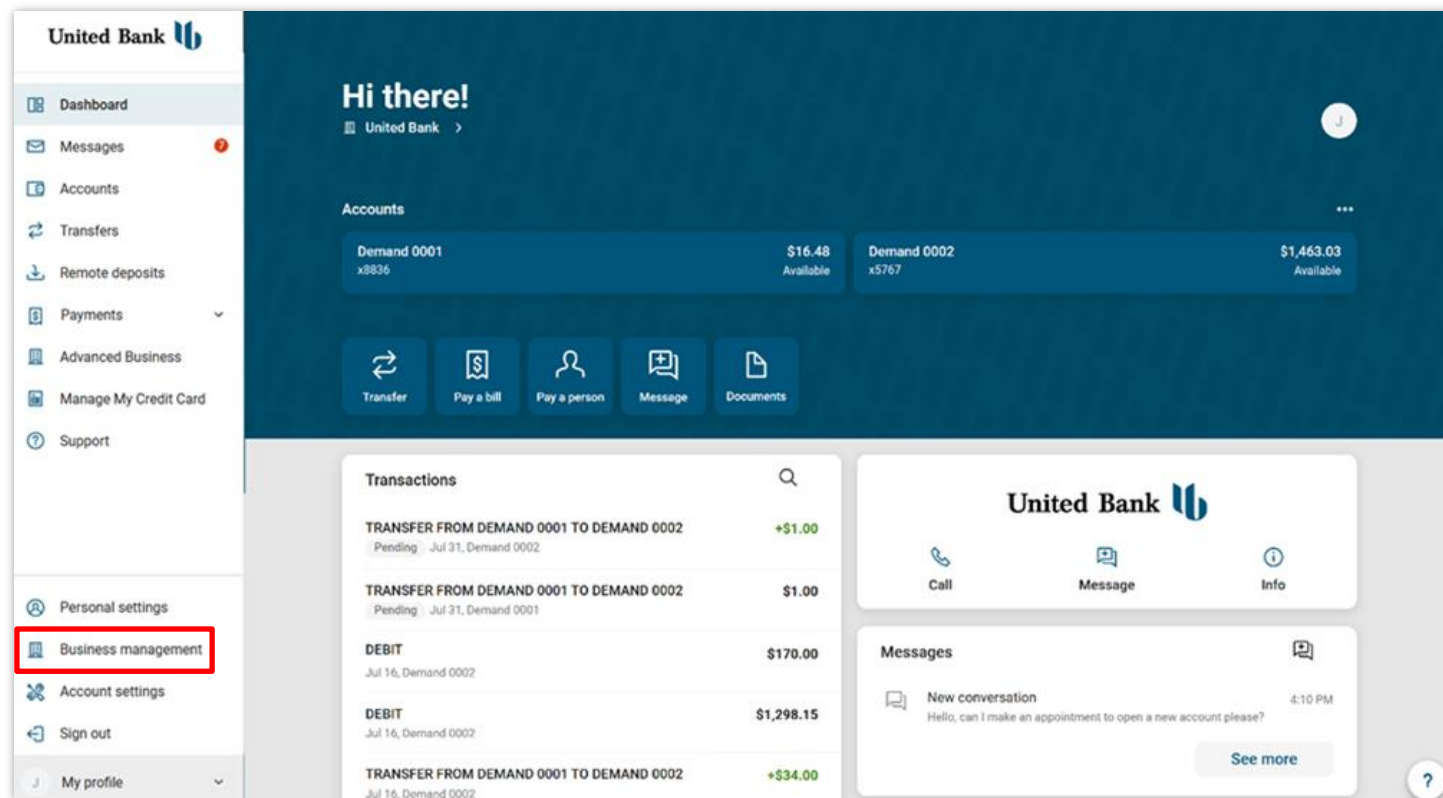 United Bank
Dashboard
Messages 7
Accounts
Transfers
Remote deposits
Payments
Advanced Business
Manage My Credit Card
Support
Personal settings
Business management
Account settings
Sign out
J My profile
Hi there!
United Bank >
J
Accounts
Demand 0001 $16.48
x8836 Available
Demand 0002 $1,463.03
x5767 Available
Transfer
Pay a bill
Pay a person
Message
Documents
Transactions
TRANSFER FROM DEMAND 0001 TO DEMAND 0002 +$1.00
Pending Jul 31, Demand 0002
TRANSFER FROM DEMAND 0001 TO DEMAND 0002 $1.00
Pending Jul 31, Demand 0001
DEBIT $170.00
Jul 16, Demand 0002
DEBIT $1,298.15
Jul 16, Demand 0002
TRANSFER FROM DEMAND 0001 TO DEMAND 0002 +$34.00
Jul 16, Demand 0002
United Bank
Call
Message
Info
Messages
New conversation 4:10 PM
Hello, can I make an appointment to open a new account please?
See more
?